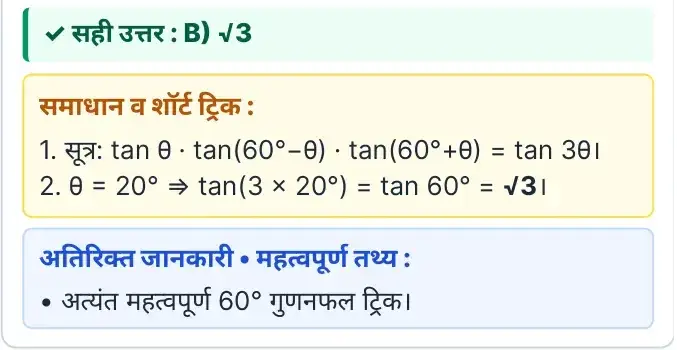 ✓ सही उत्तर : B) √3
समाधान व शॉर्ट ट्रिक :
1. सूत्र: tan θ · tan(60°−θ) · tan(60°+θ) = tan 3θ।
2. θ = 20° ⇒ tan(3 × 20°) = tan 60° = √3।
अतिरिक्त जानकारी • महत्वपूर्ण तथ्य :
• अत्यंत महत्वपूर्ण 60° गुणनफल ट्रिक।